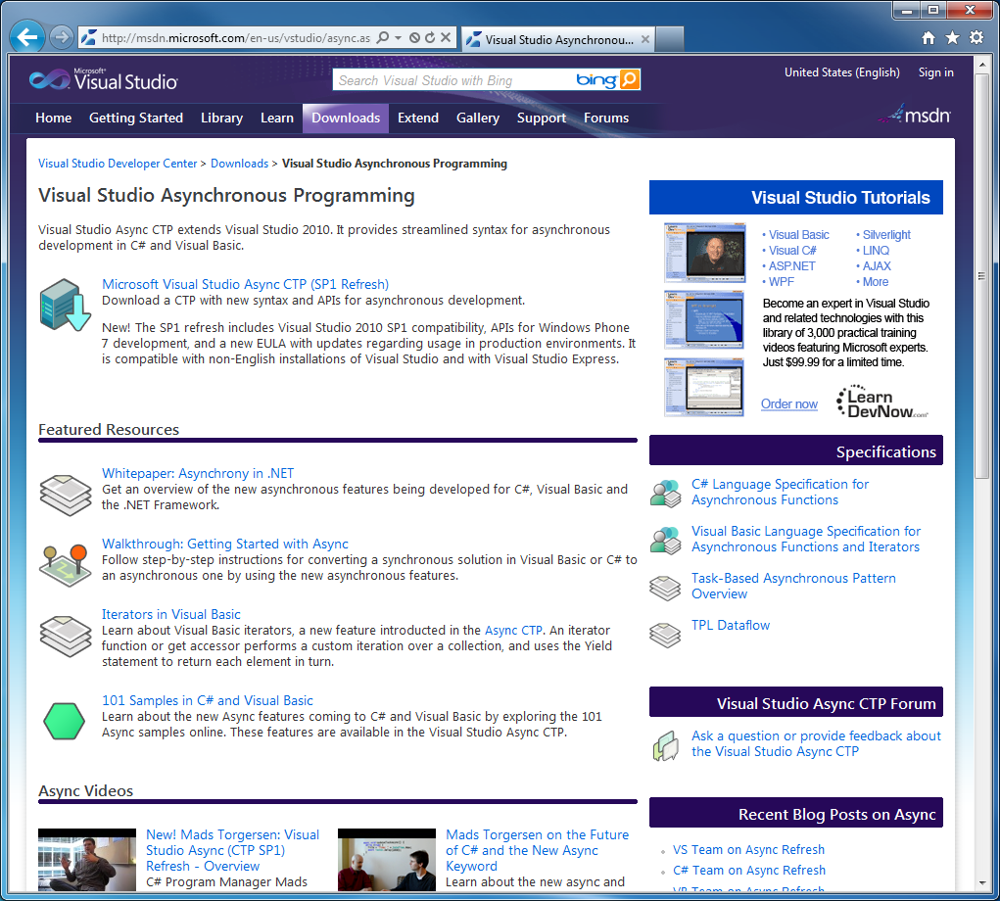 http://msdn.microsoft.com/en-us/vstudio/async.as
Visual Studio Asynchronou...
Microsoft®
Visual Studio
Search Visual Studio with Bing
bing
United States (English) Sign in
Home Getting Started Library Learn Downloads Extend Gallery Support Forums
msdn
Visual Studio Developer Center > Downloads > Visual Studio Asynchronous Programming
Visual Studio Asynchronous Programming
Visual Studio Async CTP extends Visual Studio 2010. It provides streamlined syntax for asynchronous
development in C# and Visual Basic.
Microsoft Visual Studio Async CTP (SP1 Refresh)
Download a CTP with new syntax and APIs for asynchronous development.
New! The SP1 refresh includes Visual Studio 2010 SP1 compatibility, APIs for Windows Phone
7 development, and a new EULA with updates regarding usage in production environments. It
is compatible with non-English installations of Visual Studio and with Visual Studio Express.
Featured Resources
Whitepaper: Asynchrony in .NET
Get an overview of the new asynchronous features being developed for C#, Visual Basic and
the .NET Framework.
Walkthrough: Getting Started with Async
Follow step-by-step instructions for converting a synchronous solution in Visual Basic or C# to
an asynchronous one by using the new asynchronous features.
Iterators in Visual Basic
Learn about Visual Basic iterators, a new feature introducted in the Async CTP. An iterator
function or get accessor performs a custom iteration over a collection, and uses the Yield
statement to return each element in turn.
101 Samples in C# and Visual Basic
Learn about the new Async features coming to C# and Visual Basic by exploring the 101
Async samples online. These features are available in the Visual Studio Async CTP.
Async Videos
New! Mads Torgersen: Visual
Studio Async (CTP SP1)
Refresh - Overview
C# Program Manager Mads
Mads Torgersen on the Future
of C# and the New Async
Keyword
Learn about the new async and
Visual Studio Tutorials
• Visual Basic • Silverlight
• Visual C# • LINQ
• ASP.NET • AJAX
• WPF • More
Become an expert in Visual Studio
and related technologies with this
library of 3,000 practical training
videos featuring Microsoft experts.
Just $99.99 for a limited time.
Order now
Learn
DevNow.com
Specifications
C# Language Specification for
Asynchronous Functions
Visual Basic Language Specification for
Asynchronous Functions and Iterators
Task-Based Asynchronous Pattern
Overview
TPL Dataflow
Visual Studio Async CTP Forum
Ask a question or provide feedback about
the Visual Studio Async CTP
Recent Blog Posts on Async
VS Team on Async Refresh
C# Team on Async Refresh
VB Team on Async Refresh